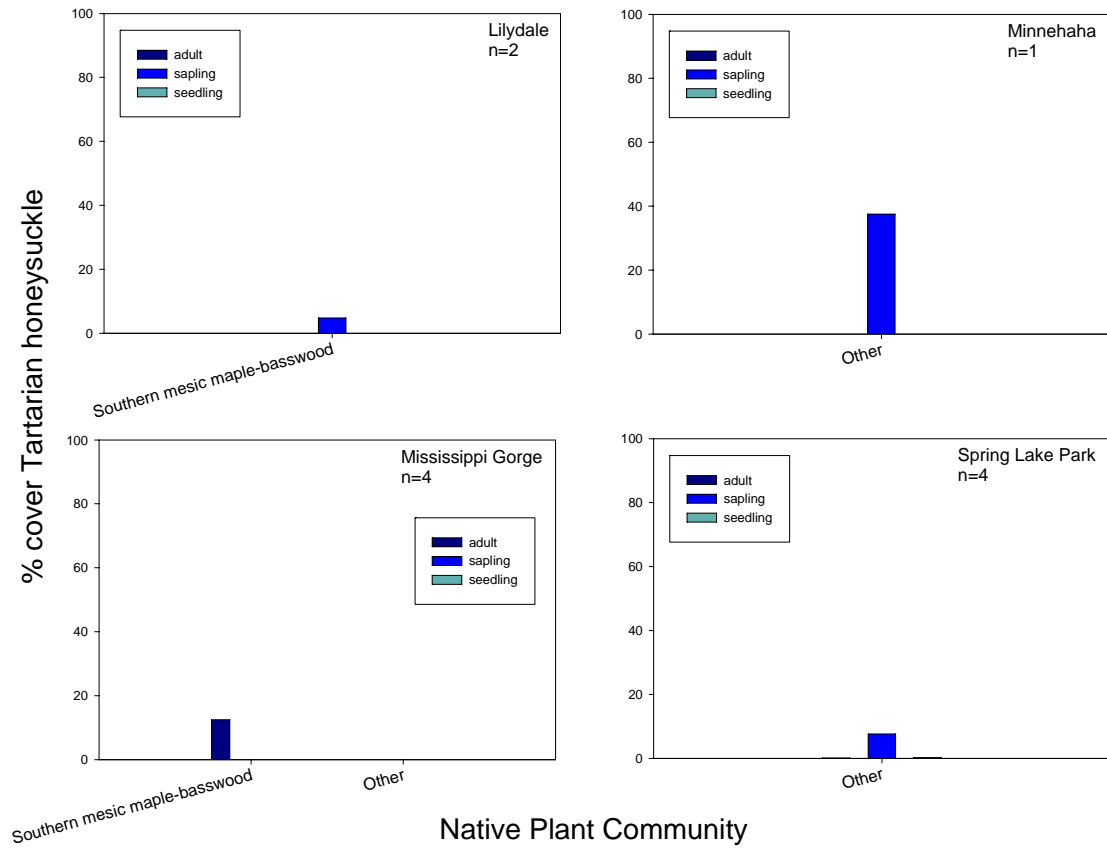 % cover Tartarian honeysuckle
Lilydale
n=2
adult
sapling
seedling
100
80
60
40
20
0
Southern mesic maple-basswood
Minnehaha
n=1
adult
sapling
seedling
100
80
60
40
20
0
Other
Mississippi Gorge
n=4
adult
sapling
seedling
100
80
60
40
20
0
Southern mesic maple-basswood
Other
Spring Lake Park
n=4
adult
sapling
seedling
100
80
60
40
20
0
Other
Native Plant Community